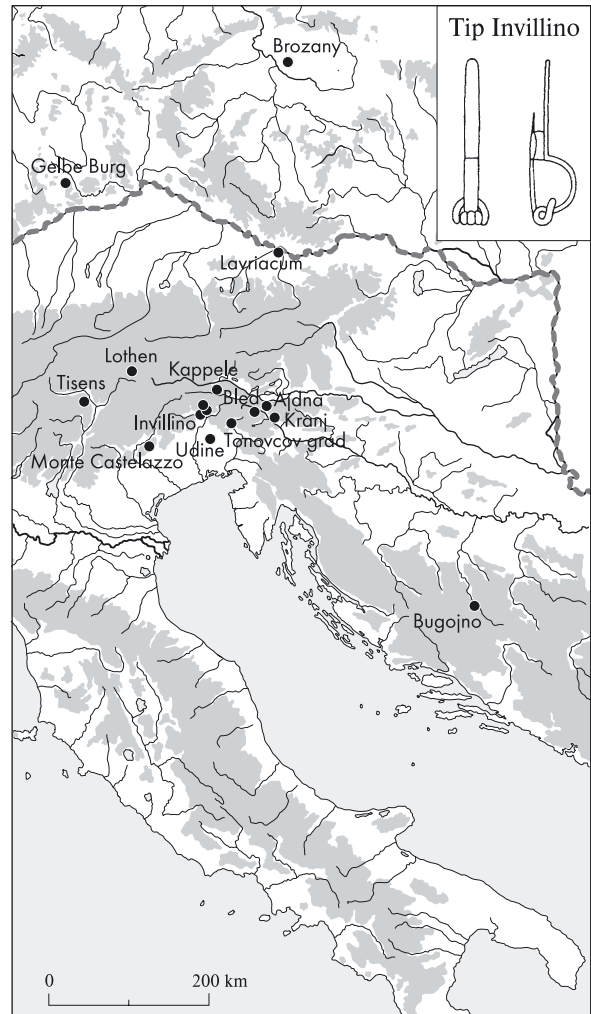 Tip Invillino
Brozany
Gelbe Burg
Lavriacum
Lothen
Kappele
Tisens
Bled Ajdna
Invillino
Kranj
Udine
Tonovcov grad
Monte Castelazzo
Bugojno
0 200 km